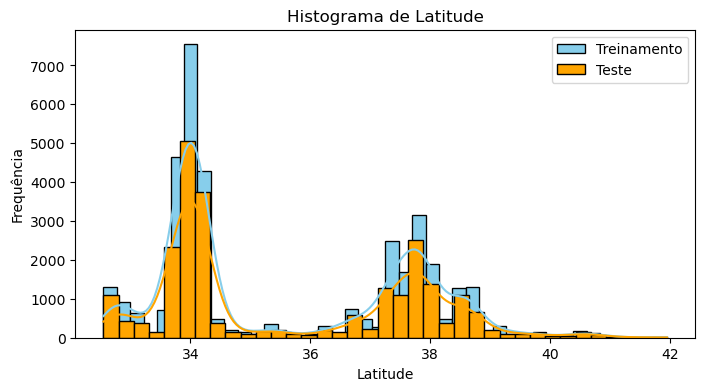 Histograma de Latitude
Treinamento
Teste
Frequência
7000
6000
5000
4000
3000
2000
1000
0
34 36 38 40 42
Latitude